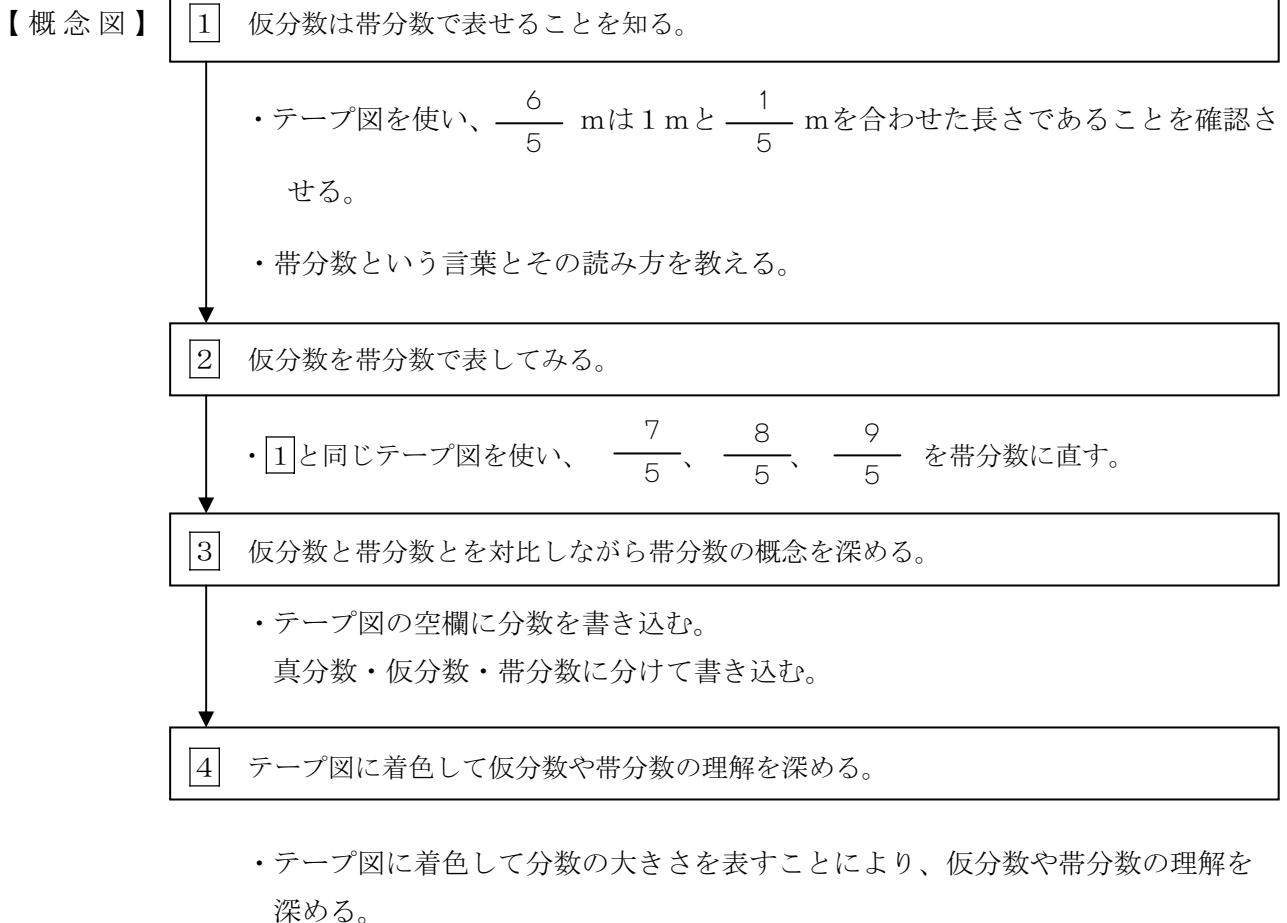 【概念図】 1 仮分数は帯分数で表せることを知る。
・テープ図を使い、6/5 mは1mと 1/5 mを合わせた長さであることを確認さ
せる。
・帯分数という言葉とその読み方を教える。
2 仮分数を帯分数で表してみる。
・1と同じテープ図を使い、 7/5、 8/5、 9/5 を帯分数に直す。
3 仮分数と帯分数とを対比しながら帯分数の概念を深める。
・テープ図の空欄に分数を書き込む。
真分数・仮分数・帯分数に分けて書き込む。
4 テープ図に着色して仮分数や帯分数の理解を深める。
・テープ図に着色して分数の大きさを表すことにより、仮分数や帯分数の理解を
深める。